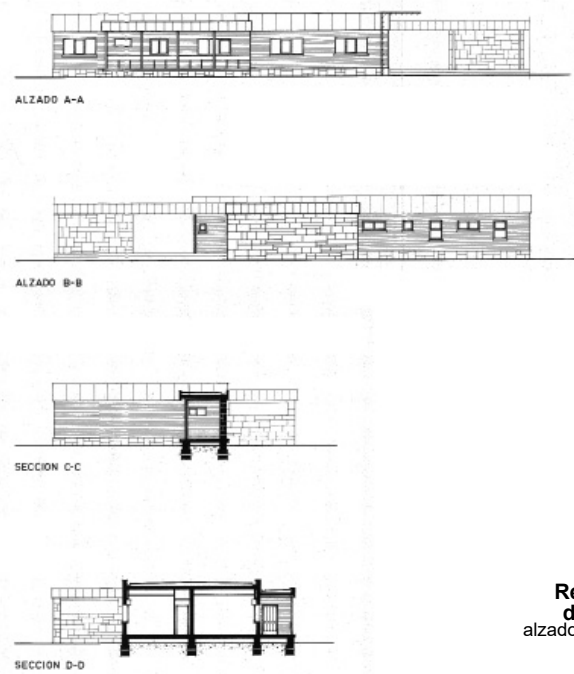 ALZADO A-A
ALZADO B-B
SECCION C-C
SECCION D-D
Re
d
alzado